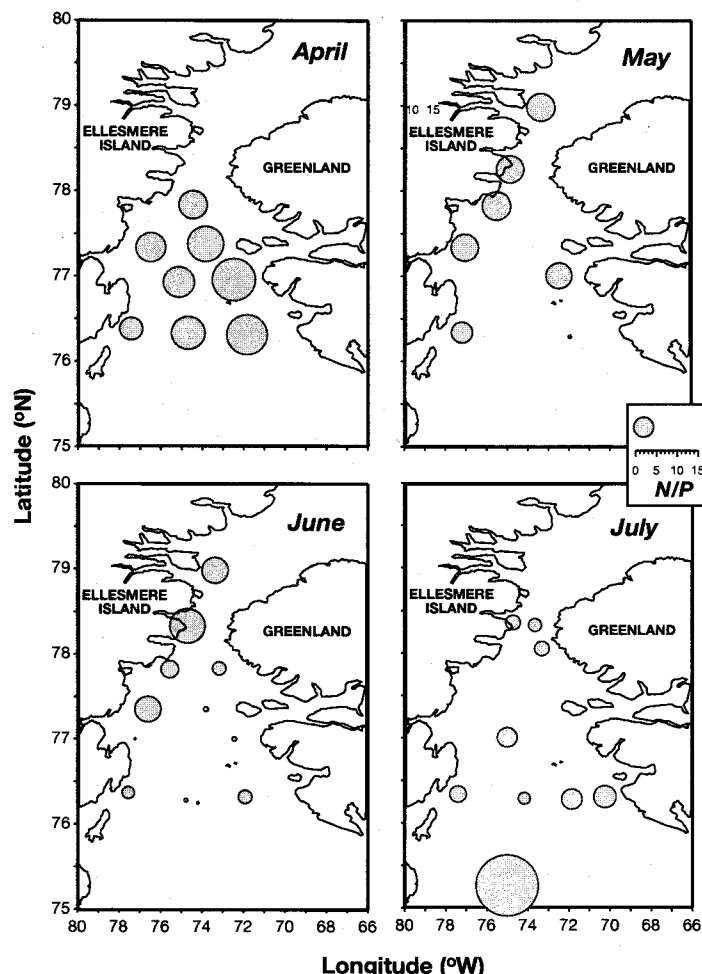 80
April
79
ELLESMERE
ISLAND
GREENLAND
78
77
76
75
May
10 15
ELLESMERE
ISLAND
GREENLAND
0 5 10 15
N/P
Latitude (°N)
80
June
79
ELLESMERE
ISLAND
GREENLAND
78
77
76
75
80 78 76 74 72 70 68 66
July
ELLESMERE
ISLAND
GREENLAND
80 78 76 74 72 70 68 66
Longitude (°W)